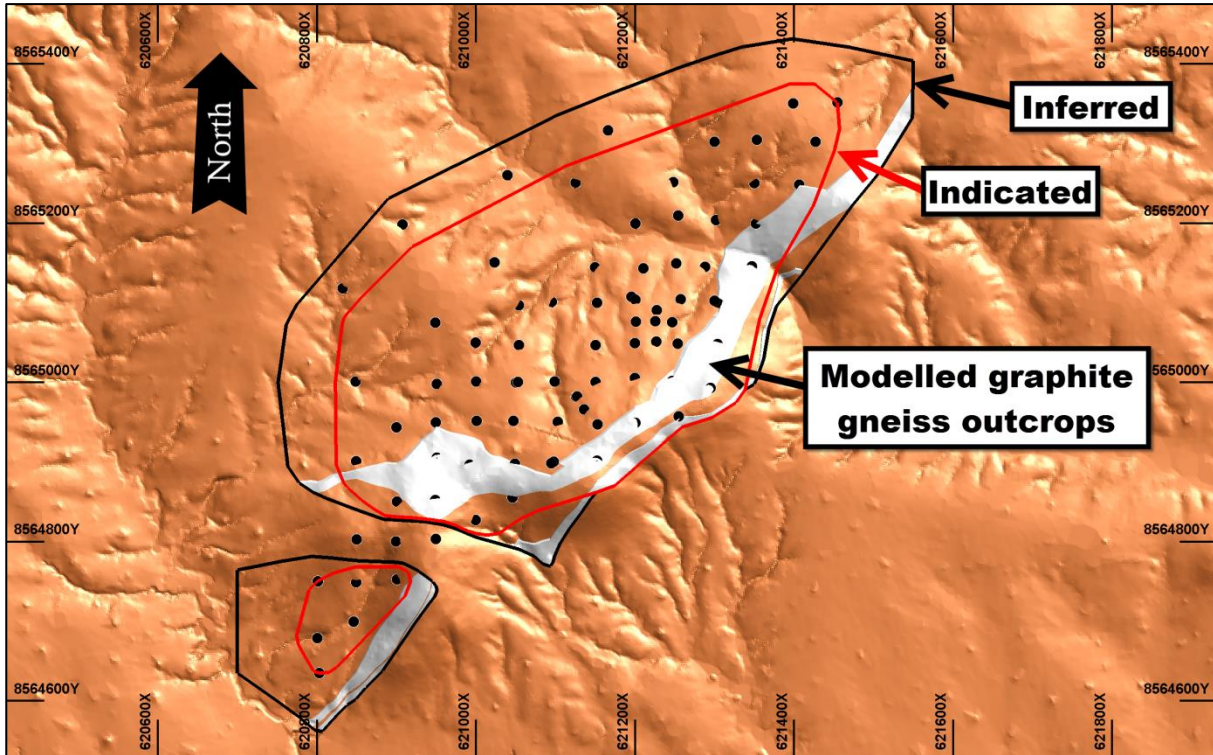 620600X
620800X
621000X
621200X
621400X
621600X
621800X
8565400Y
8565400Y
North
Inferred
Indicated
8565200Y
8565200Y
Modelled graphite
gneiss outcrops
8565000Y
8565000Y
8564800Y
8564800Y
8564600Y
8564600Y
620600X
620800X
621000X
621200X
621400X
621600X
621800X